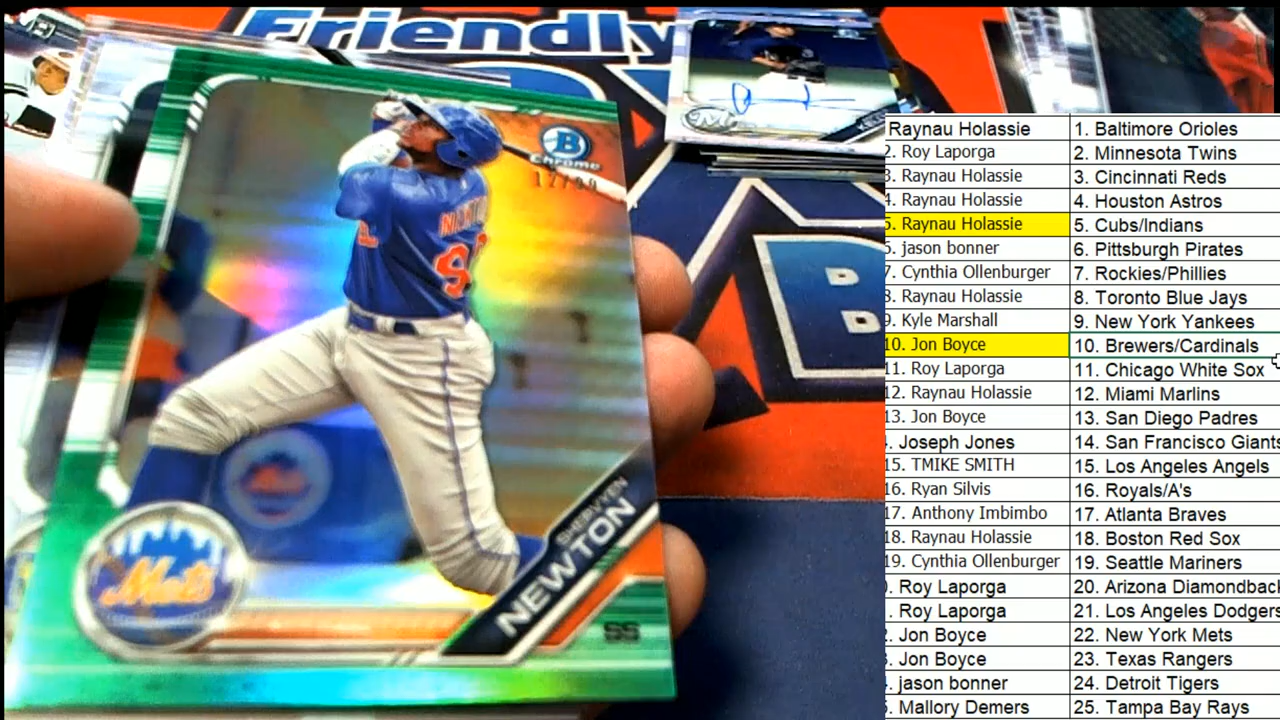 Friendly
B
Chrome
12/99
NEWTON
9
Mets
SHERVYEN
NEWTON
SS
B
Raynau Holassie 1. Baltimore Orioles
2. Roy Laporga 2. Minnesota Twins
3. Raynau Holassie 3. Cincinnati Reds
4. Raynau Holassie 4. Houston Astros
5. Raynau Holassie 5. Cubs/Indians
6. jason bonner 6. Pittsburgh Pirates
7. Cynthia Ollenburger 7. Rockies/Phillies
8. Raynau Holassie 8. Toronto Blue Jays
9. Kyle Marshall 9. New York Yankees
10. Jon Boyce 10. Brewers/Cardinals
11. Roy Laporga 11. Chicago White Sox
12. Raynau Holassie 12. Miami Marlins
13. Jon Boyce 13. San Diego Padres
. Joseph Jones 14. San Francisco Giants
15. TMIKE SMITH 15. Los Angeles Angels
16. Ryan Silvis 16. Royals/A's
17. Anthony Imbimbo 17. Atlanta Braves
18. Raynau Holassie 18. Boston Red Sox
19. Cynthia Ollenburger 19. Seattle Mariners
. Roy Laporga 20. Arizona Diamondbac
. Roy Laporga 21. Los Angeles Dodgers
. Jon Boyce 22. New York Mets
. Jon Boyce 23. Texas Rangers
. jason bonner 24. Detroit Tigers
. Mallory Demers 25. Tampa Bay Rays